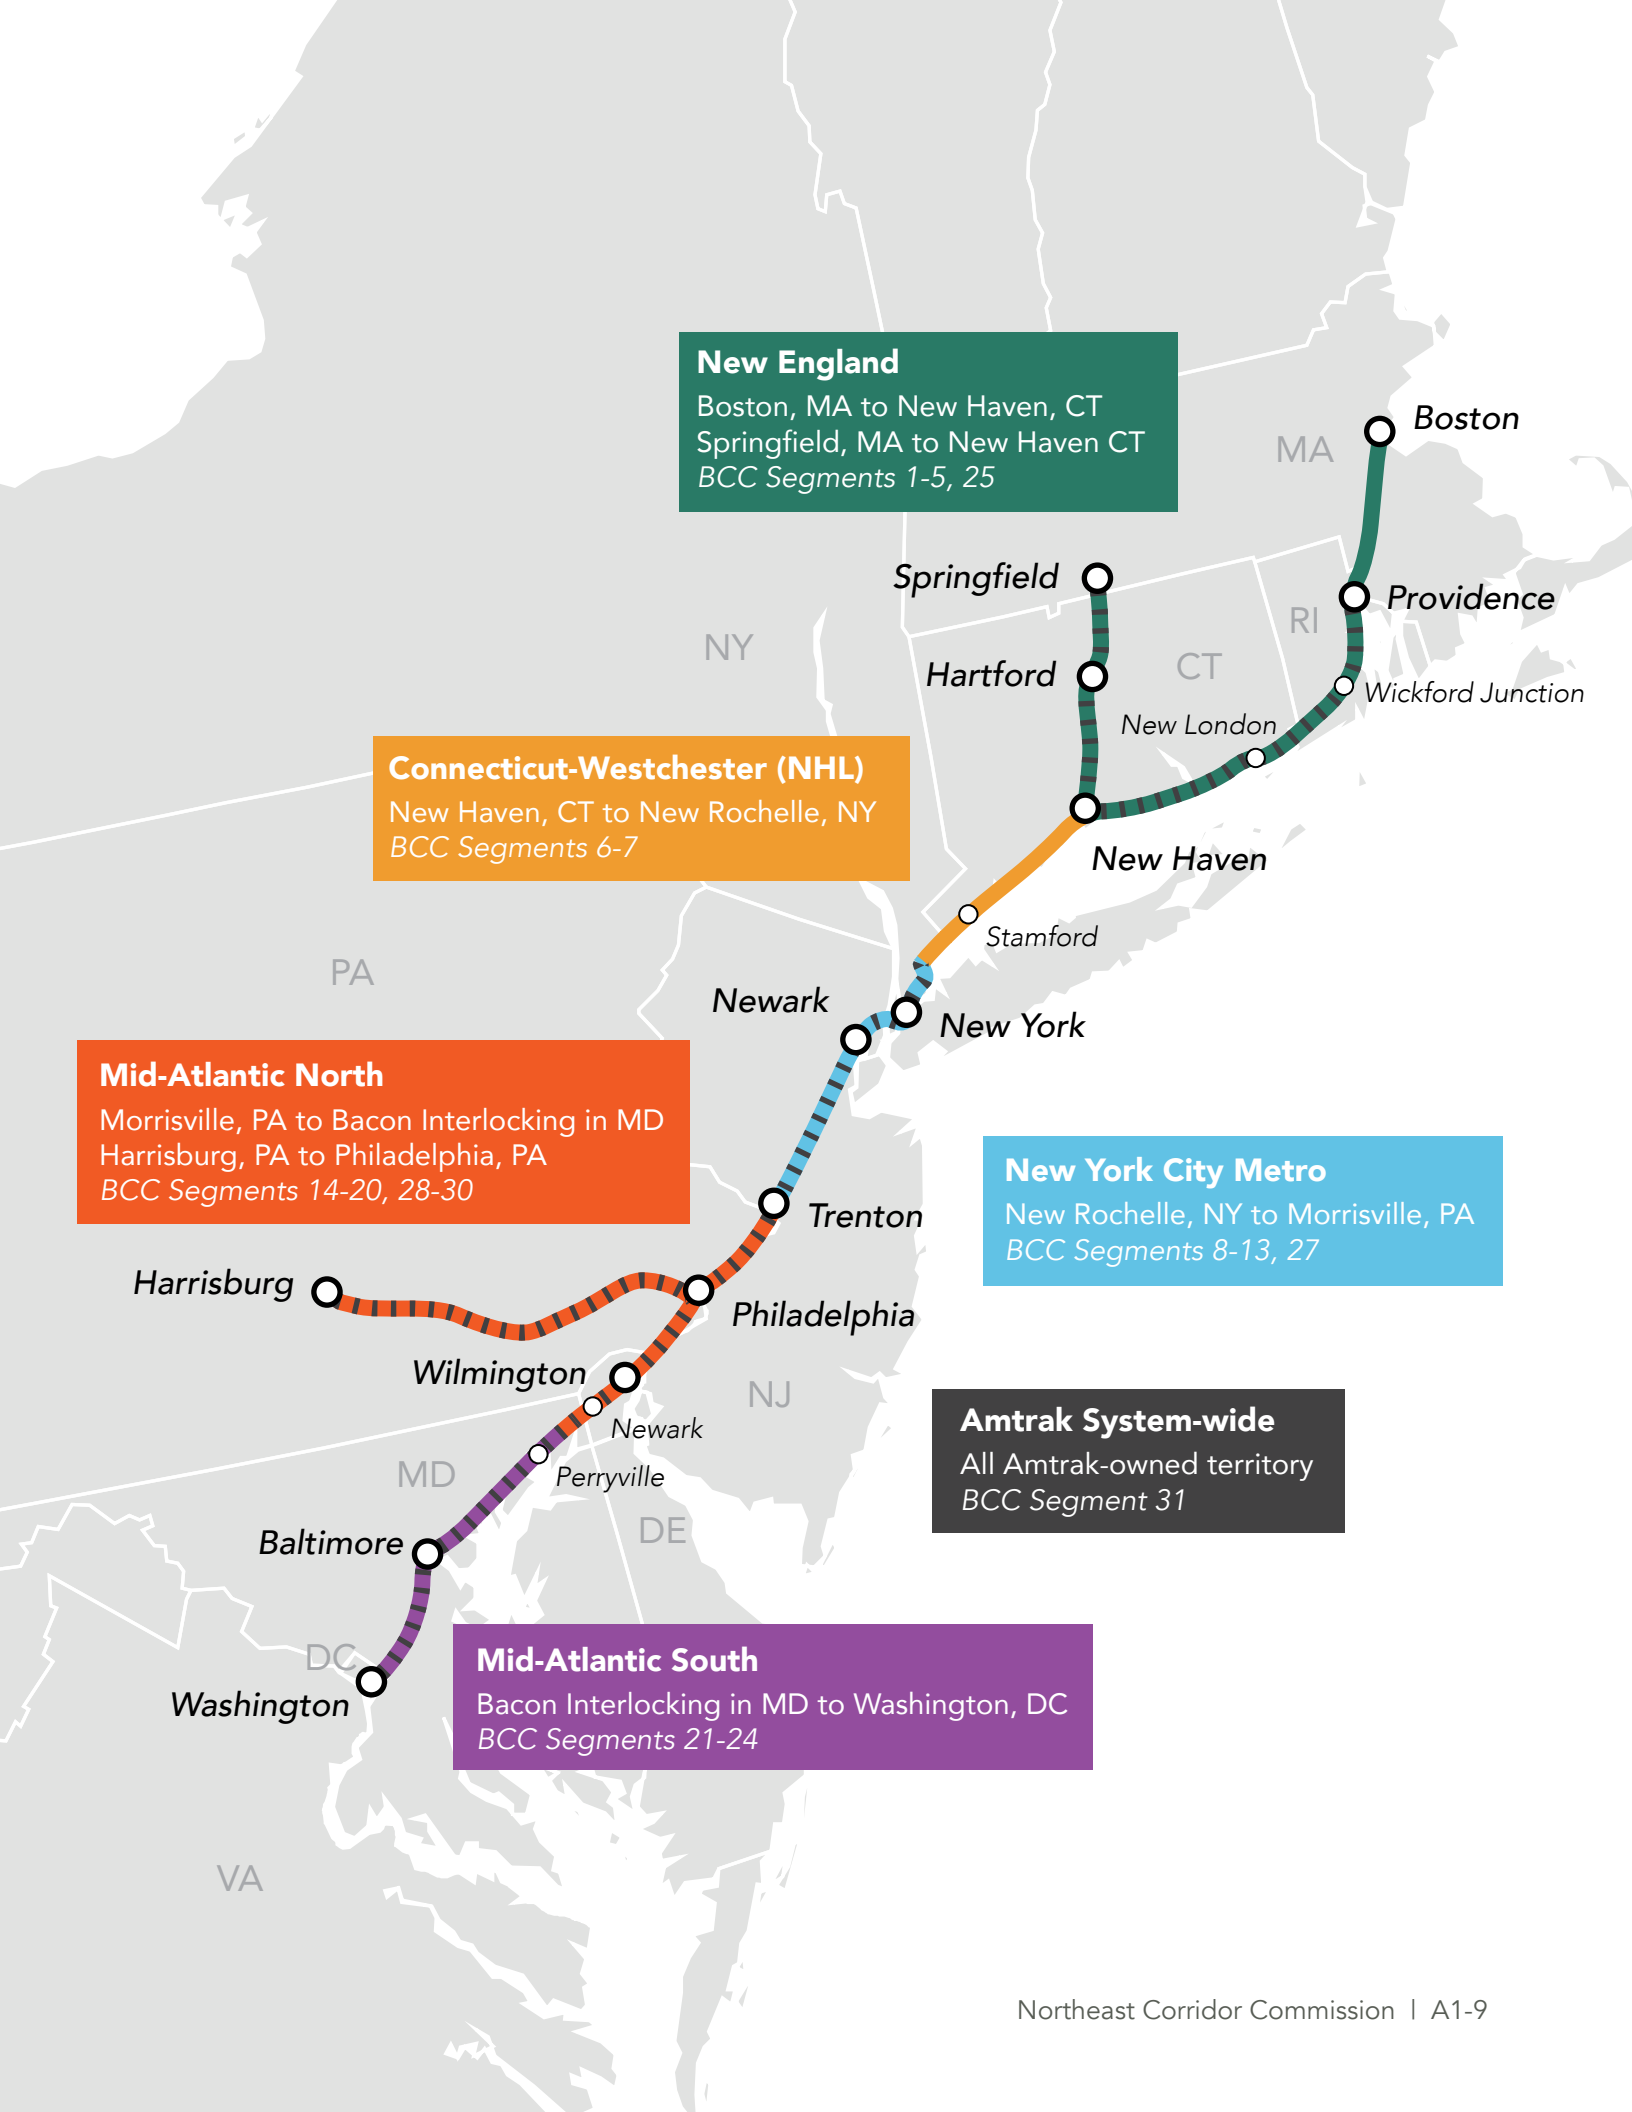 New England
Boston, MA to New Haven, CT
Springfield, MA to New Haven CT
BCC Segments 1-5, 25
Boston
MA
Springfield
Providence
RI
NY
Hartford
CT
Wickford Junction
New London
Connecticut-Westchester (NHL)
New Haven, CT to New Rochelle, NY
BCC Segments 6-7
New Haven
Stamford
PA
Newark
New York
Mid-Atlantic North
Morrisville, PA to Bacon Interlocking in MD
Harrisburg, PA to Philadelphia, PA
BCC Segments 14-20, 28-30
New York City Metro
New Rochelle, NY to Morrisville, PA
BCC Segments 8-13, 27
Trenton
Harrisburg
Philadelphia
Wilmington
NJ
Newark
Amtrak System-wide
All Amtrak-owned territory
BCC Segment 31
MD
Perryville
DE
Baltimore
DC
Washington
Mid-Atlantic South
Bacon Interlocking in MD to Washington, DC
BCC Segments 21-24
VA
Northeast Corridor Commission | A1-9